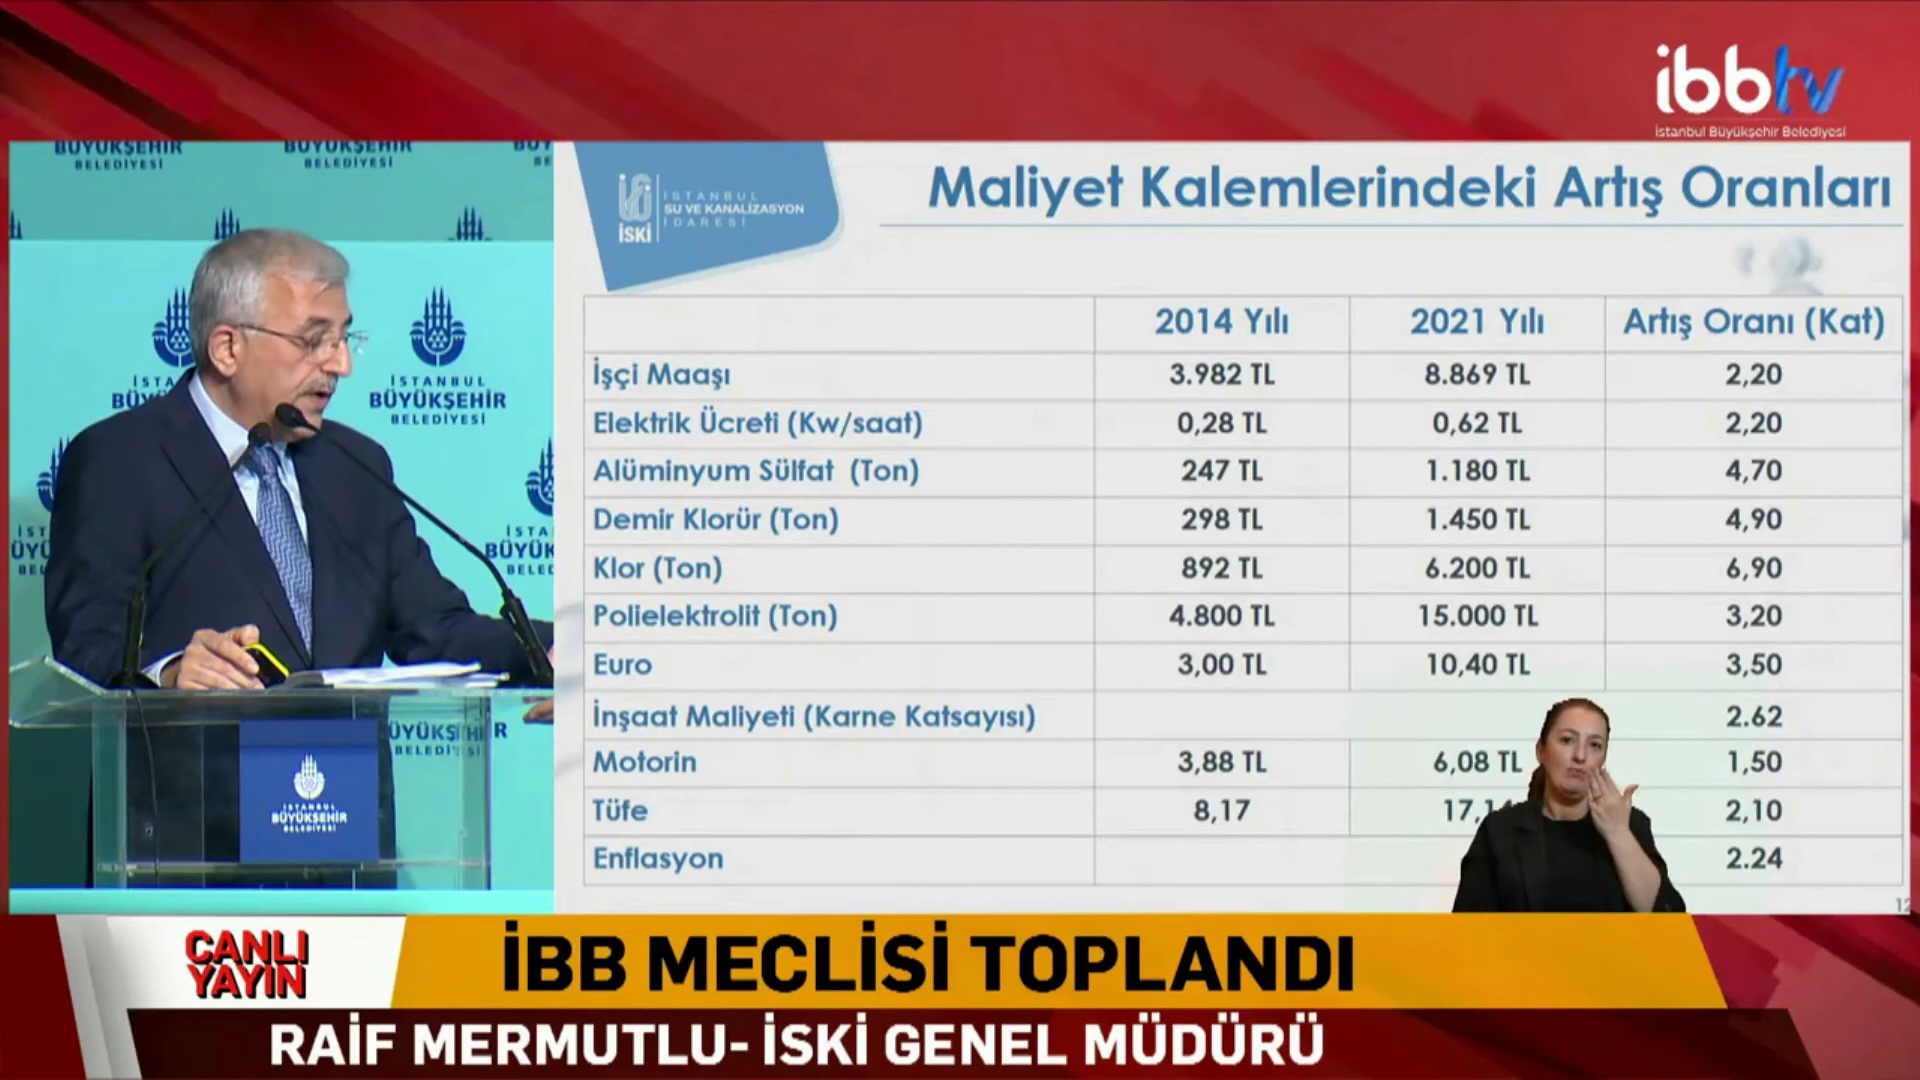 ibbtv
İstanbul Büyükşehir Belediyesi
BÜYÜKŞEHİR
BELEDİYESİ
BÜYÜKŞEHİR
BELEDİYESİ
İSTANBUL
BÜYÜKŞEHİR
BELEDİYESİ
İSTANBUL
BÜYÜKŞEHİR
BELEDİYESİ
İSKİ
İSTANBUL
SU VE KANALİZASYON
İDARESİ
Maliyet Kalemlerindeki Artış Oranları
2014 Yılı 2021 Yılı Artış Oranı (Kat)
İşçi Maaşı 3.982 TL 8.869 TL 2,20
Elektrik Ücreti (Kw/saat) 0,28 TL 0,62 TL 2,20
Alüminyum Sülfat (Ton) 247 TL 1.180 TL 4,70
Demir Klorür (Ton) 298 TL 1.450 TL 4,90
Klor (Ton) 892 TL 6.200 TL 6,90
Polielektrolit (Ton) 4.800 TL 15.000 TL 3,20
Euro 3,00 TL 10,40 TL 3,50
İnşaat Maliyeti (Karne Katsayısı) 2.62
Motorin 3,88 TL 6,08 TL 1,50
Tüfe 8,17 2,10
Enflasyon 2.24
12
CANLI
YAYIN
İBB MECLİSİ TOPLANDI
RAİF MERMUTLU- İSKİ GENEL MÜDÜRÜ